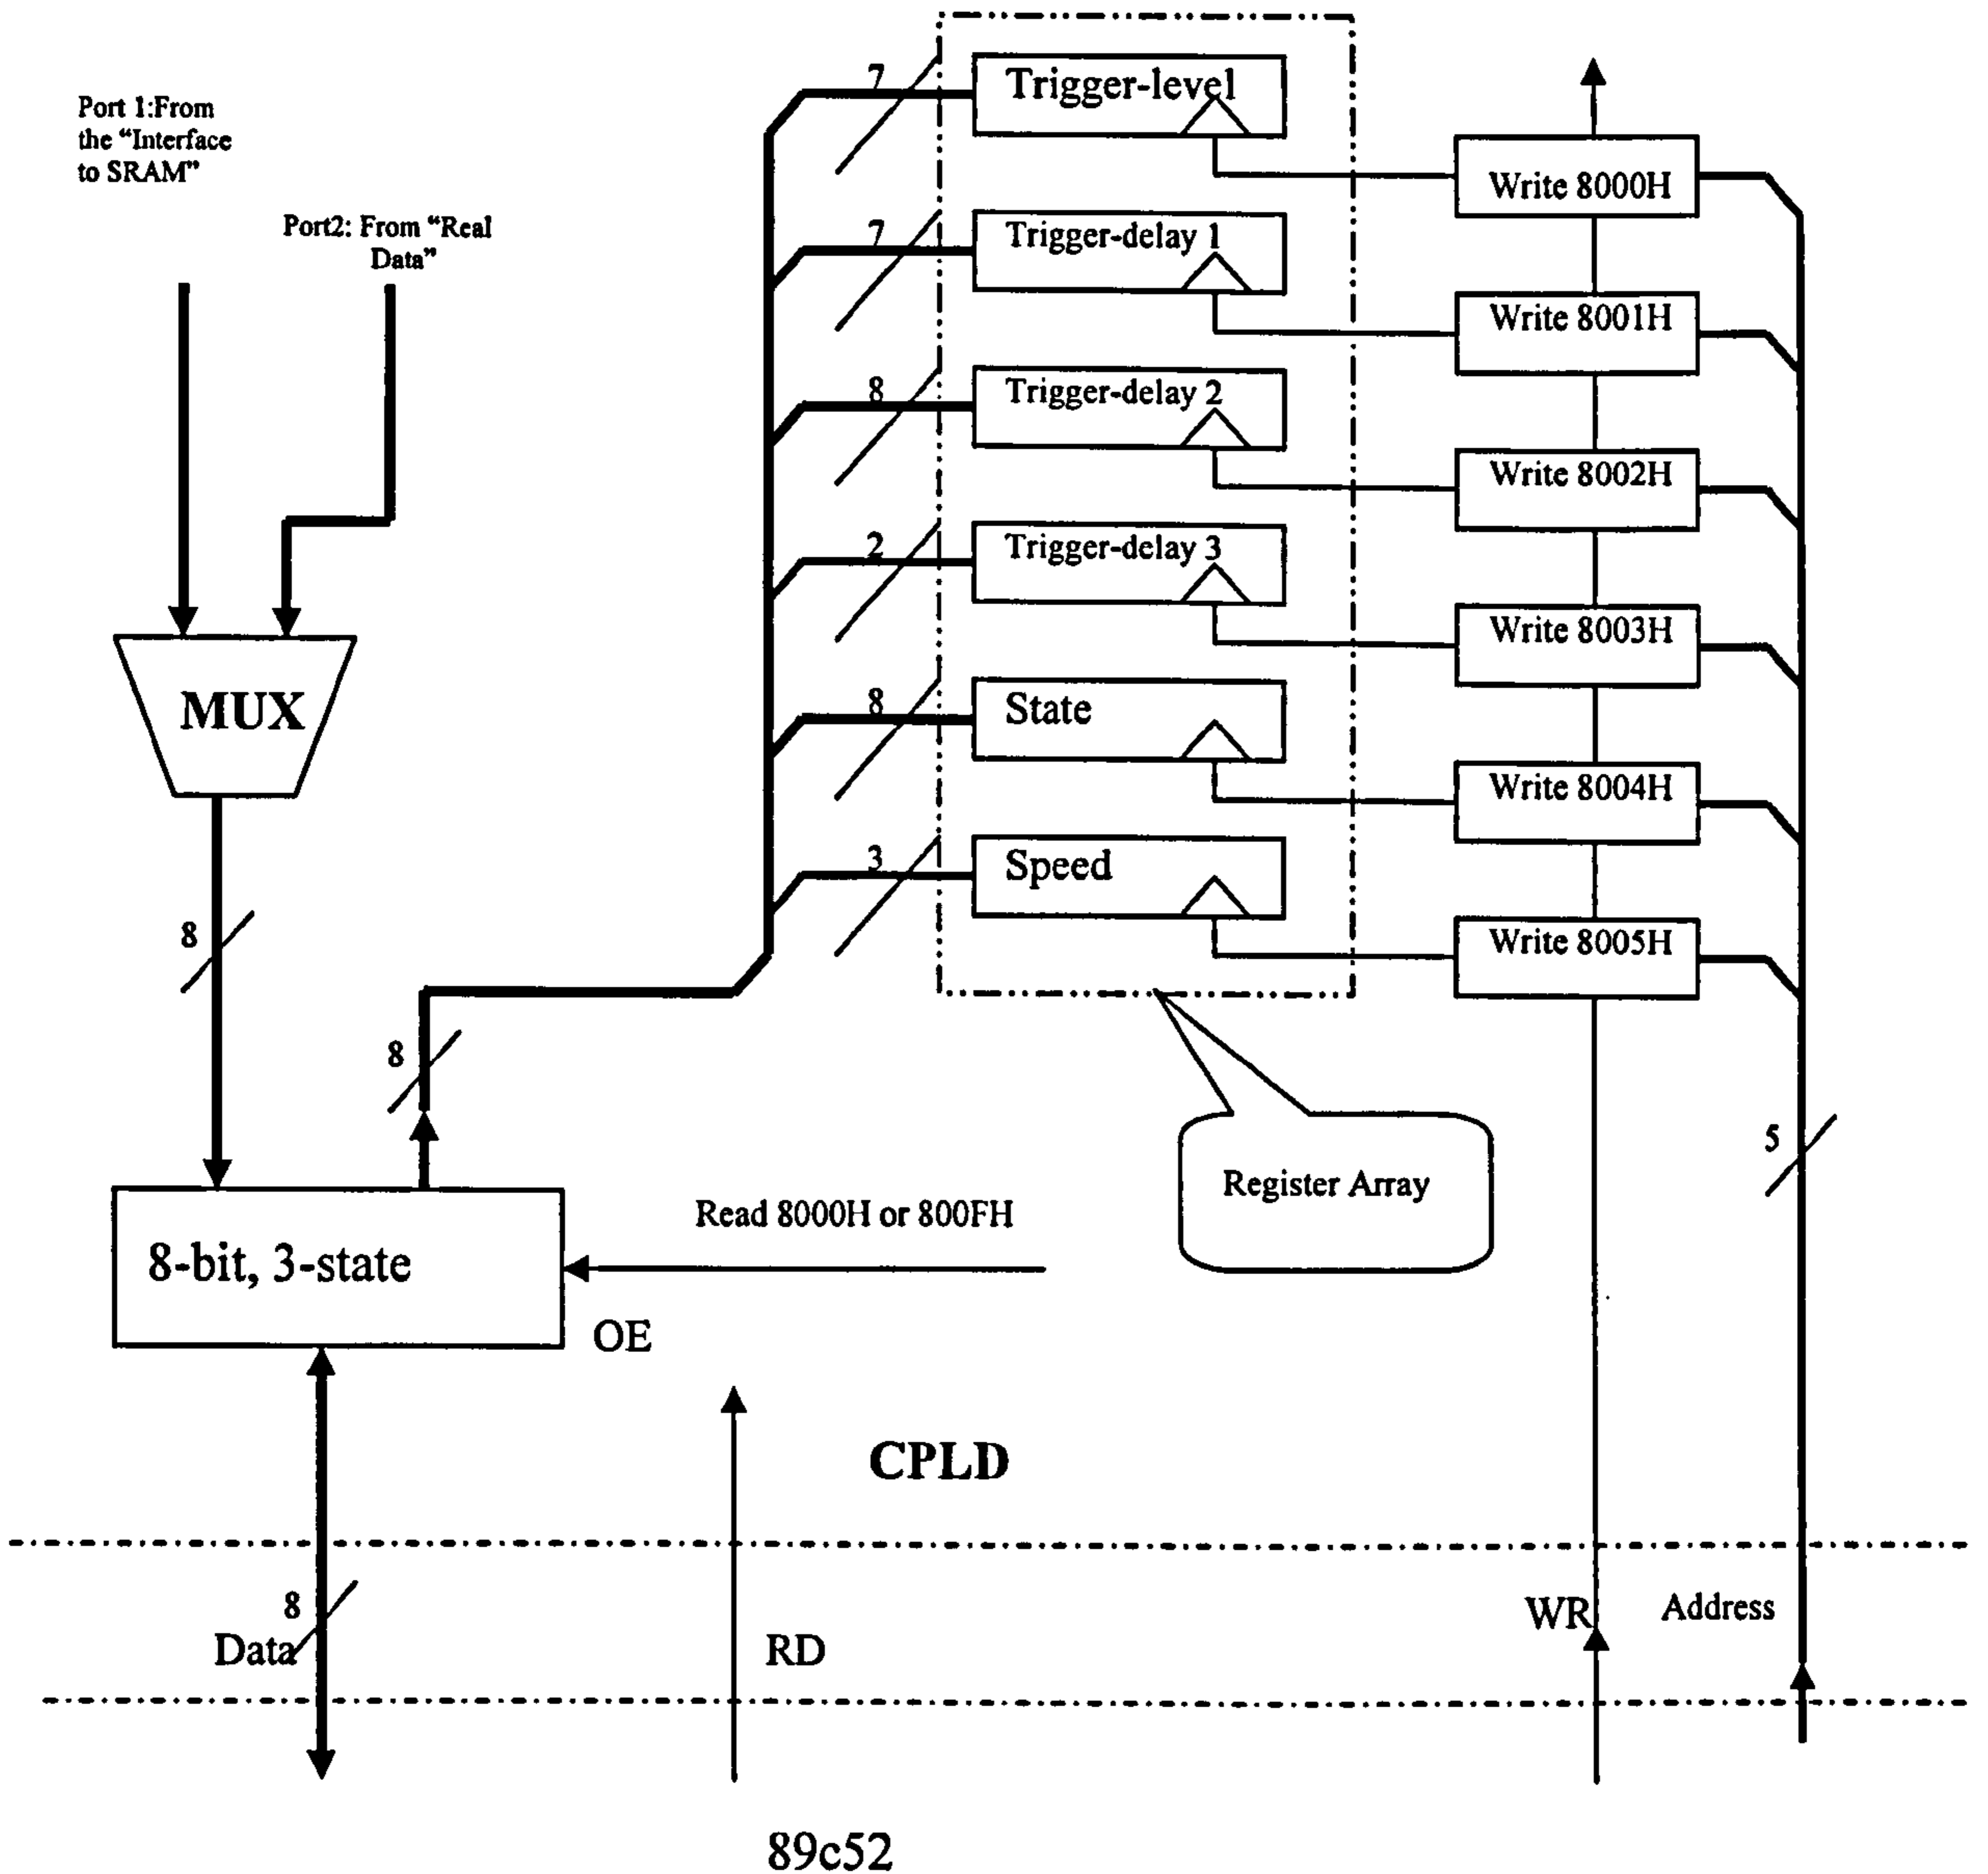 Port 1:From
the “Interface
to SRAM”
Port2: From “Real
Data”
MUX
8
8
7
Trigger-level
Write 8000H
7
Trigger-delay 1
Write 8001H
8
Trigger-delay 2
Write 8002H
2
Trigger-delay 3
Write 8003H
8
State
Write 8004H
3
Speed
Write 8005H
Register Array
5
Read 8000H or 800FH
8-bit, 3-state
OE
CPLD
8
Data
RD
WR
Address
89c52